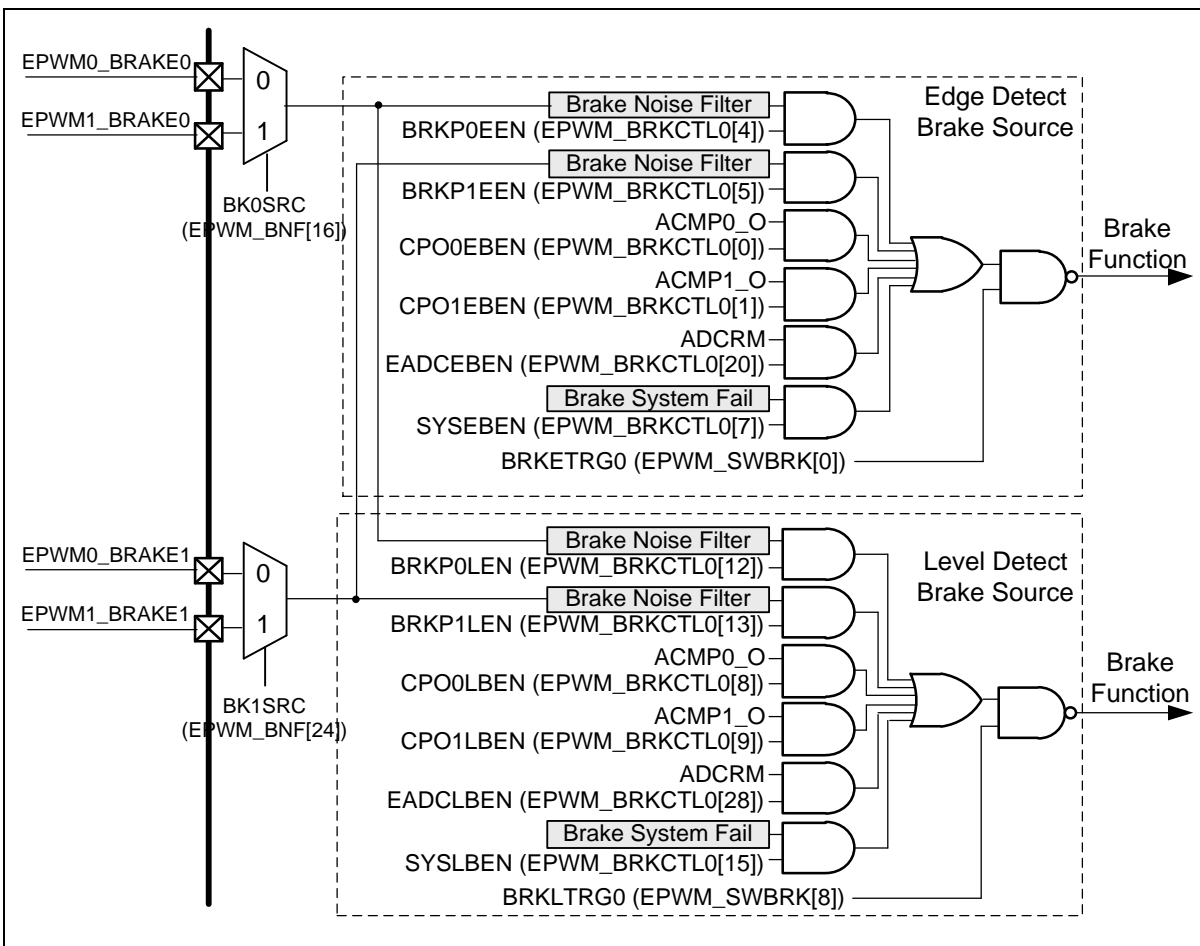 EPWM0_BRAKE0
EPWM1_BRAKE0
0
1
BK0SRC
(EPWM_BNF[16])
Edge Detect
Brake Source
Brake Noise Filter
BRKP0EEN (EPWM_BRKCTL0[4])
Brake Noise Filter
BRKP1EEN (EPWM_BRKCTL0[5])
ACMP0_O
CPO0EBEN (EPWM_BRKCTL0[0])
ACMP1_O
CPO1EBEN (EPWM_BRKCTL0[1])
ADCRM
EADCEBEN (EPWM_BRKCTL0[20])
Brake System Fail
SYSEBEN (EPWM_BRKCTL0[7])
BRKETRG0 (EPWM_SWBRK[0])
Brake
Function
EPWM0_BRAKE1
EPWM1_BRAKE1
0
1
BK1SRC
(EPWM_BNF[24])
Level Detect
Brake Source
Brake Noise Filter
BRKP0LEN (EPWM_BRKCTL0[12])
Brake Noise Filter
BRKP1LEN (EPWM_BRKCTL0[13])
ACMP0_O
CPO0LBEN (EPWM_BRKCTL0[8])
ACMP1_O
CPO1LBEN (EPWM_BRKCTL0[9])
ADCRM
EADCLBEN (EPWM_BRKCTL0[28])
Brake System Fail
SYSLBEN (EPWM_BRKCTL0[15])
BRKLTRG0 (EPWM_SWBRK[8])
Brake
Function